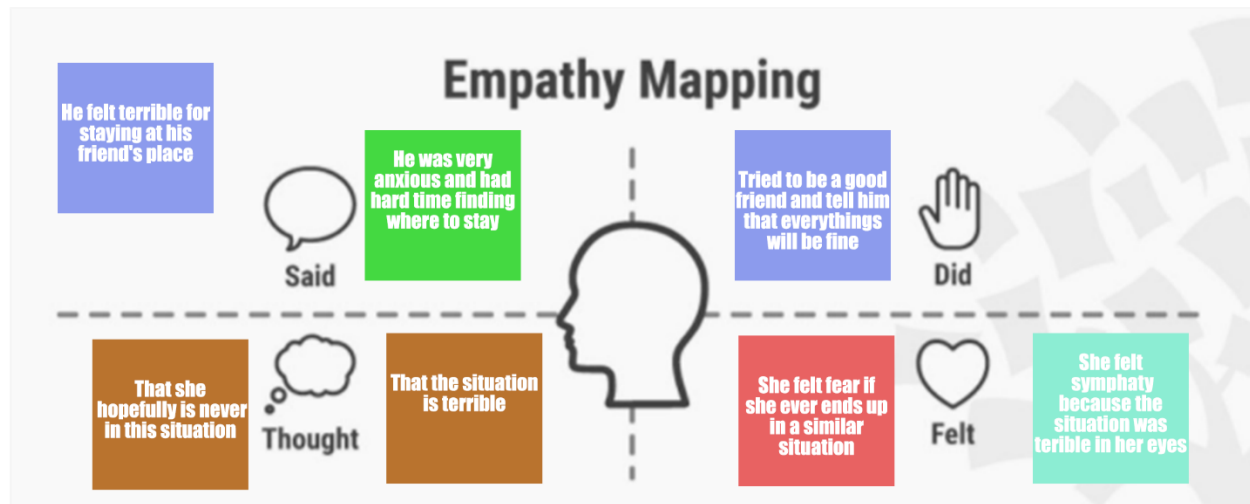 Empathy Mapping
He felt terrible for
staying at his
friend's place
He was very
anxious and had
hard time finding
where to stay
Said
Tried to be a good
friend and tell him
that everythings
will be fine
Did
That she
hopefully is never
in this situation
Thought
That the situation
is terrible
She felt fear if
she ever ends up
in a similar
situation
Felt
She felt
symphaty
because the
situation was
terible in her eyes